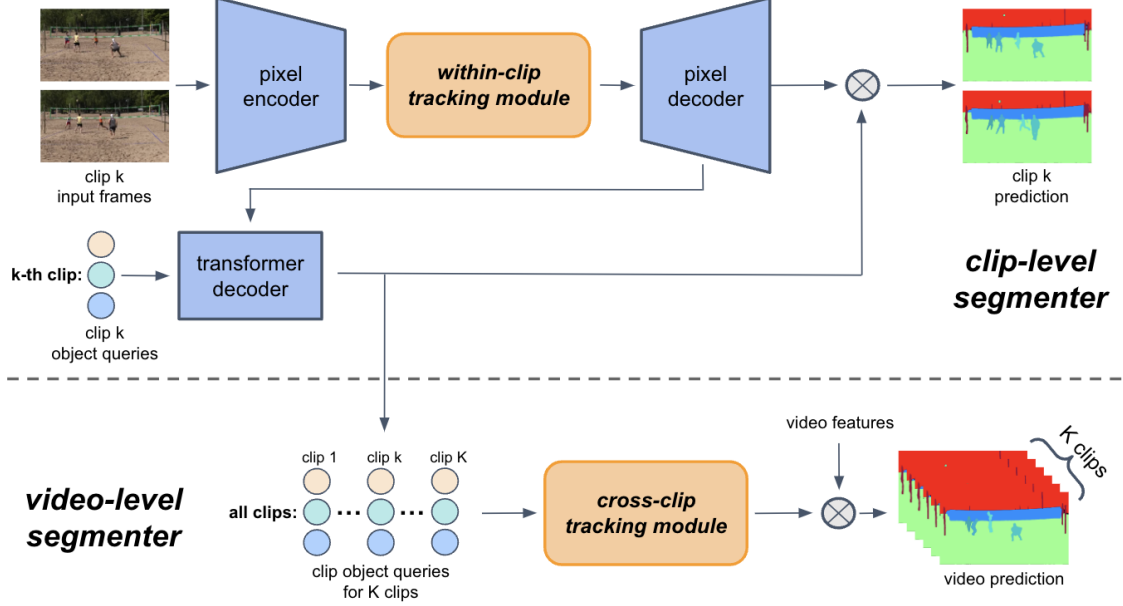 pixel
encoder
within-clip
tracking module
pixel
decoder
clip k
input frames
clip k
prediction
k-th clip:
transformer
decoder
clip k
object queries
clip-level
segmenter
video-level
segmenter
clip 1
clip k
clip K
all clips:
clip object queries
for K clips
cross-clip
tracking module
video features
K clips
video prediction